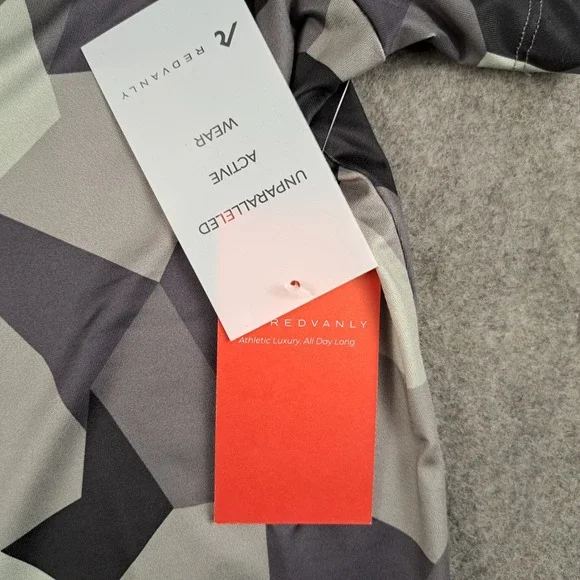 REDVANLY
UNPARALLELED
ACTIVE
WEAR
REDVANLY
Athletic Luxury. All Day Long